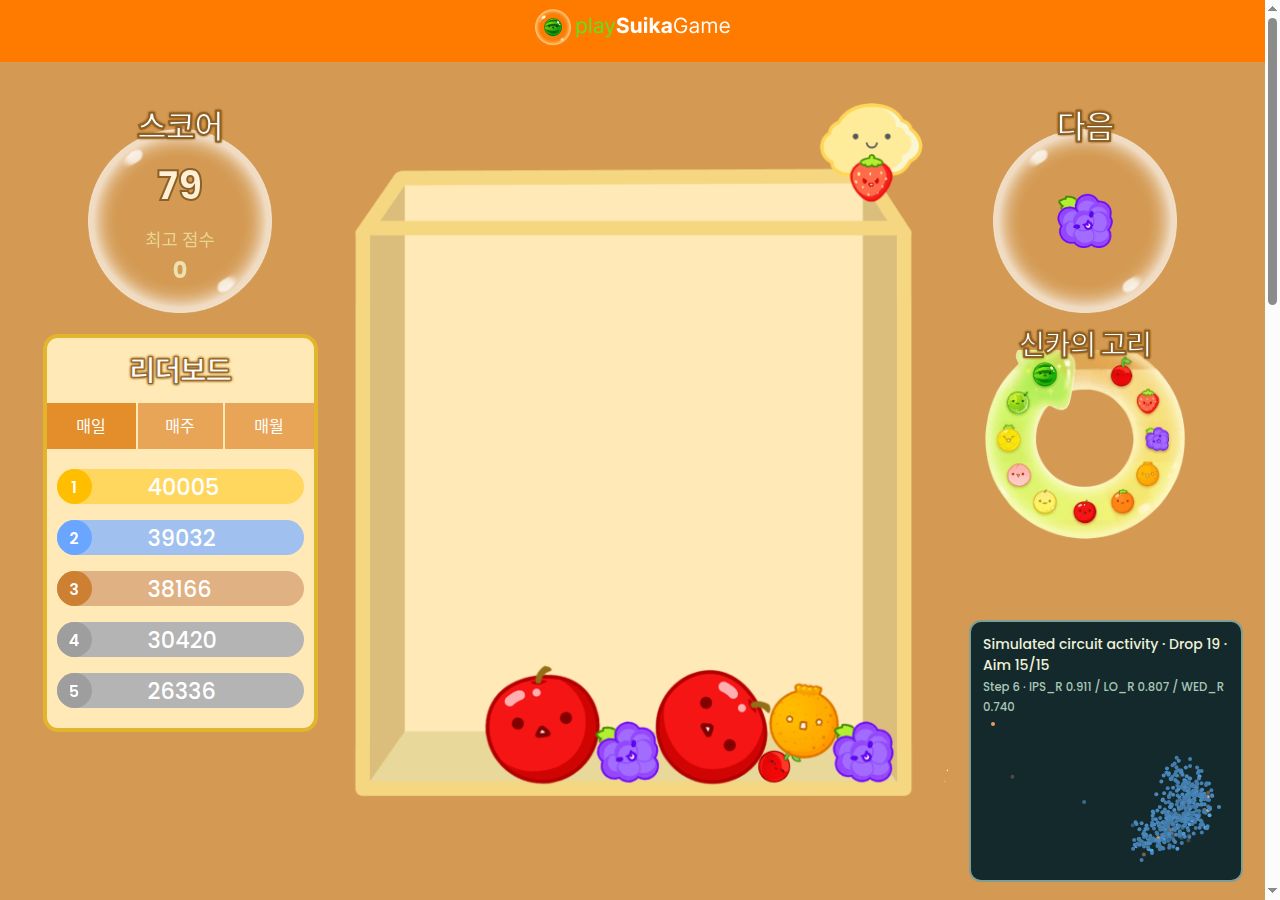 playSuikaGame
스코어
79
최고 점수
0
리더보드
매일 매주 매월
1 40005
2 39032
3 38166
4 30420
5 26336
다음
신카의 고리
Simulated circuit activity · Drop 19 ·
Aim 15/15
Step 6 · IPS_R 0.911 / LO_R 0.807 / WED_R
0.740